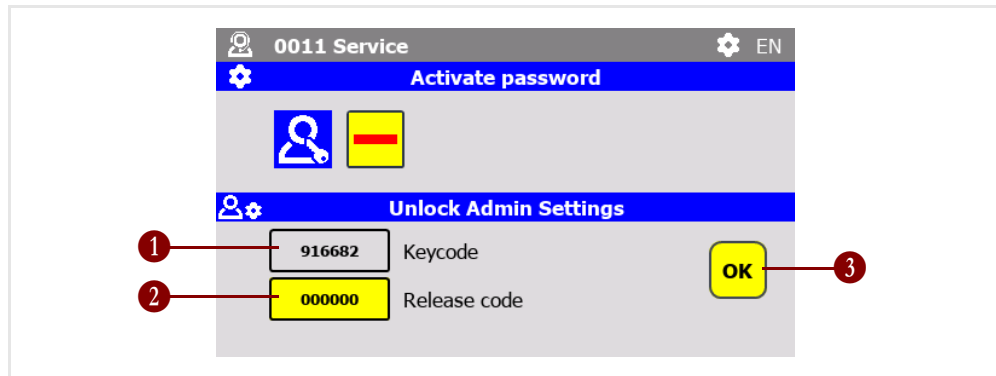 0011 Service EN
Activate password
Unlock Admin Settings
1 916682 Keycode
OK 3
2 000000 Release code